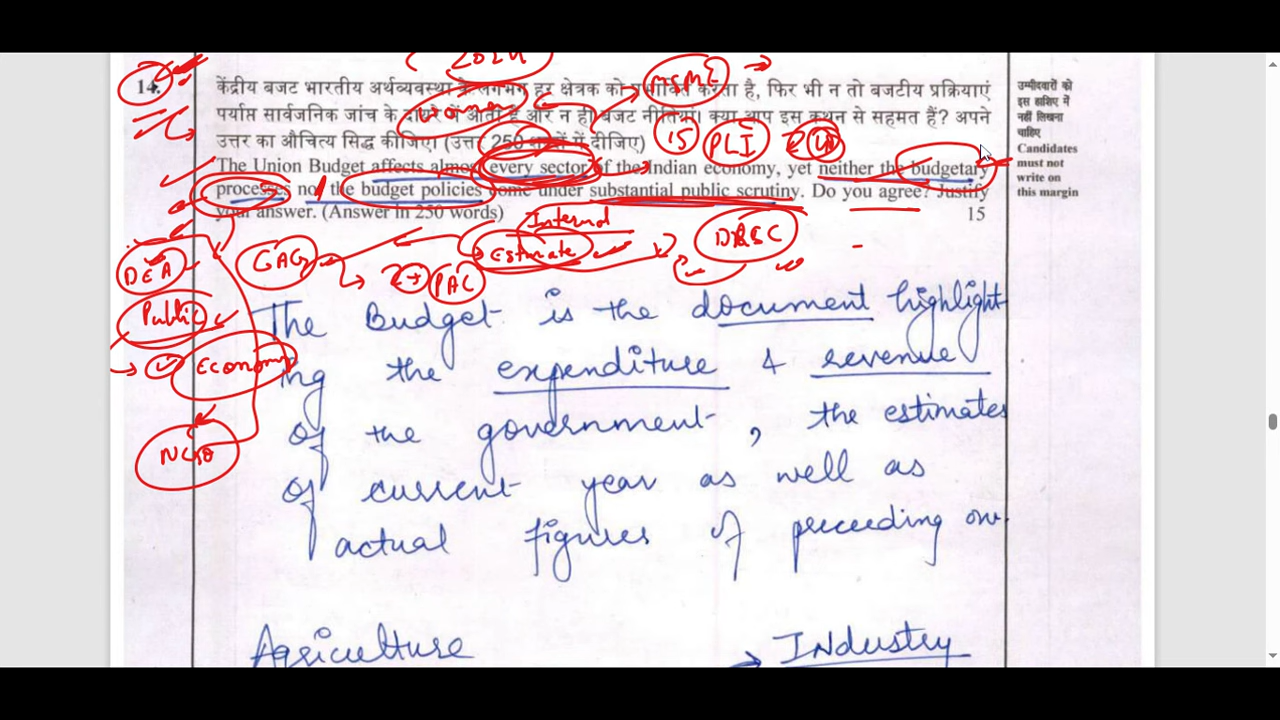 2024
14.
केंद्रीय बजट भारतीय अर्थव्यवस्था के लगभग हर क्षेत्रक को प्रभावित करता है, फिर भी न तो बजटीय प्रक्रियाएं
पर्याप्त सार्वजनिक जांच के दायरे में आती हैं और न ही बजट नीतियां। क्या आप इस कथन से सहमत हैं? अपने
उत्तर का औचित्य सिद्ध कीजिए। (उत्तर 250 शब्दों में दीजिए)
The Union Budget affects almost every sector of the Indian economy, yet neither the budgetary
processes nor the budget policies come under substantial public scrutiny. Do you agree? Justify
your answer. (Answer in 250 words) 15
उम्मीदवारों को
इस हाशिए में
नहीं लिखना
चाहिए
Candidates
must not
write on
this margin
MSME
Women
15 PLI
Internal
Estimate
DRSC
CAG
PAC
DEA
Public
Economy
The Budget is the document highlight
ing the expenditure & revenue
of the government, the estimates
of current year as well as
actual figures of preceeding one.
Agriculture → Industry